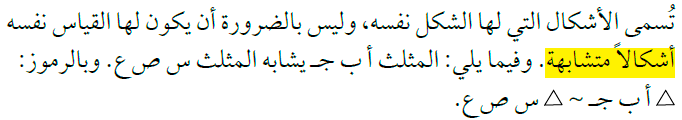 تُسمى الأشكال التي لها الشكل نفسه، وليس بالضرورة أن يكون لها القياس نفسه
أشكالاً متشابهة. وفيما يلي: المثلث أ ب جـ يشابه المثلث س ص ع. وبالرموز:
△ أ ب جـ ~ △ س ص ع.